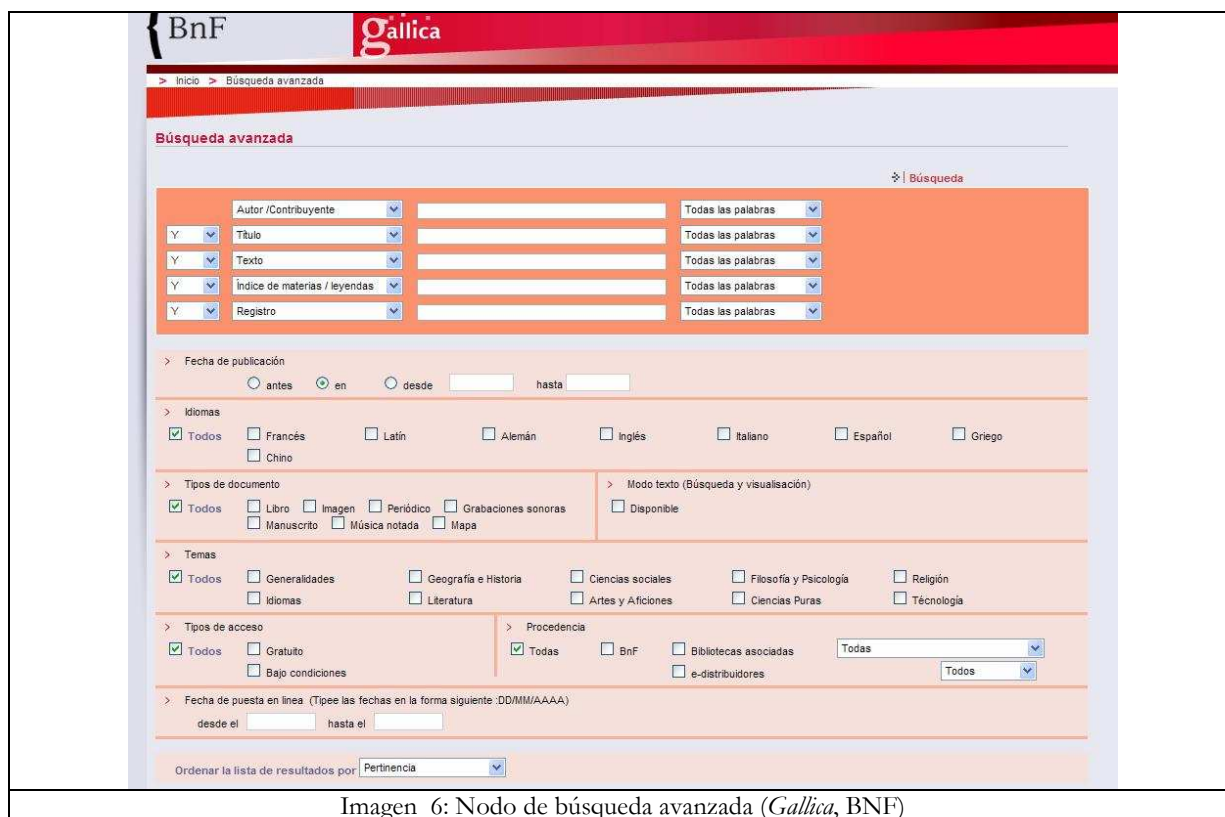 BnF gallica
> Inicio > Búsqueda avanzada
Búsqueda avanzada
Búsqueda
Autor /Contribuyente Todas las palabras
Y Título Todas las palabras
Y Texto Todas las palabras
Y Índice de materias / leyendas Todas las palabras
Y Registro Todas las palabras
> Fecha de publicación
antes en desde hasta
> Idiomas
Todos Francés Latín Alemán Inglés Italiano Español Griego
Chino
> Tipos de documento > Modo texto (Búsqueda y visualisación)
Todos Libro Imagen Periódico Grabaciones sonoras Disponible
Manuscrito Música notada Mapa
> Temas
Todos Generalidades Geografía e Historia Ciencias sociales Filosofía y Psicología Religión
Idiomas Literatura Artes y Aficiones Ciencias Puras Técnología
> Tipos de acceso > Procedencia
Todos Gratuito Todas BnF Bibliotecas asociadas Todas
Bajo condiciones e-distribuidores Todos
> Fecha de puesta en linea (Tipee las fechas en la forma siguiente :DD/MM/AAAA)
desde el hasta el
Ordenar la lista de resultados por Pertinencia
Imagen 6: Nodo de búsqueda avanzada (Gallica, BNF)